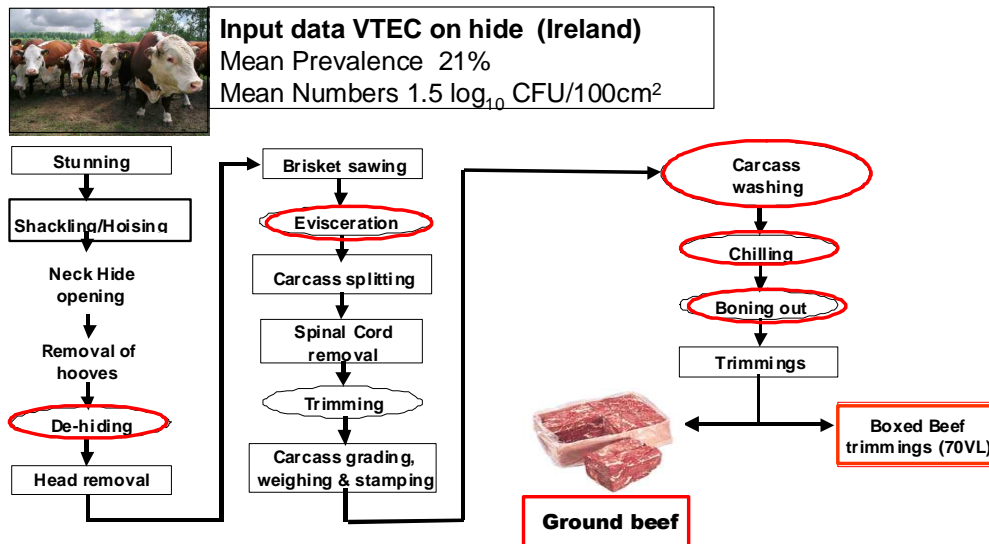 Input data VTEC on hide (Ireland)
Mean Prevalence 21%
Mean Numbers 1.5 log₁₀ CFU/100cm²
Stunning
Shackling/Hoising
Neck Hide
opening
Removal of
hooves
De-hiding
Head removal
Brisket sawing
Evisceration
Carcass splitting
Spinal Cord
removal
Trimming
Carcass grading,
weighing & stamping
Carcass
washing
Chilling
Boning out
Trimmings
Ground beef
Boxed Beef
trimmings (70VL)